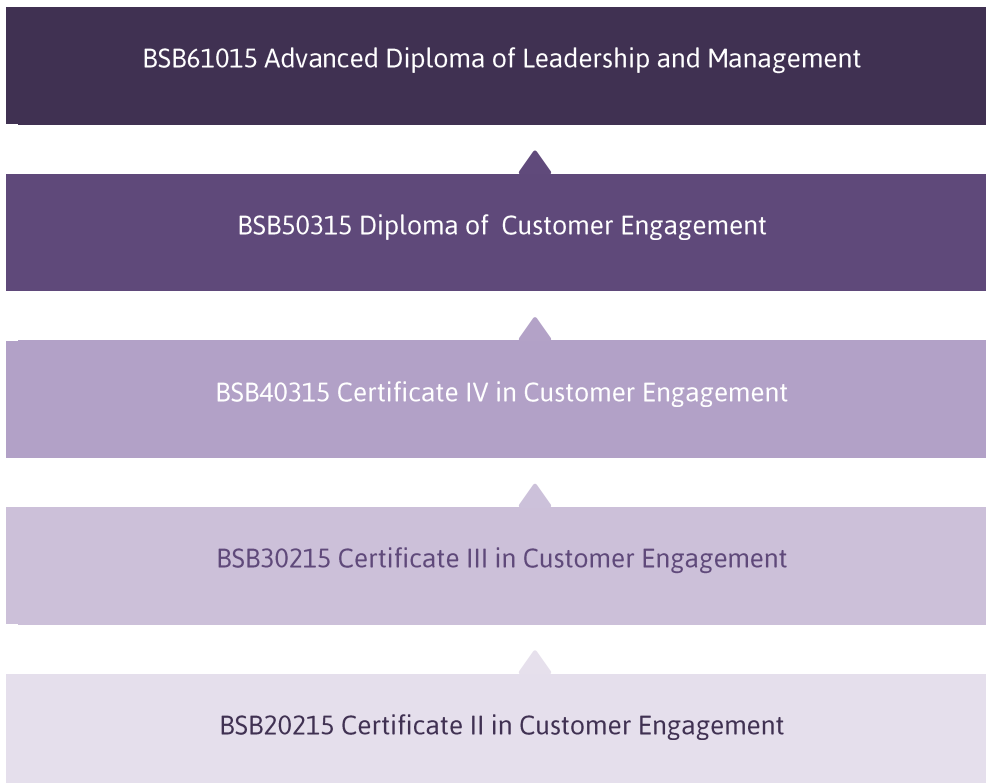 BSB61015 Advanced Diploma of Leadership and Management
BSB50315 Diploma of  Customer Engagement
BSB40315 Certificate IV in Customer Engagement
BSB30215 Certificate III in Customer Engagement
BSB20215 Certificate II in Customer Engagement